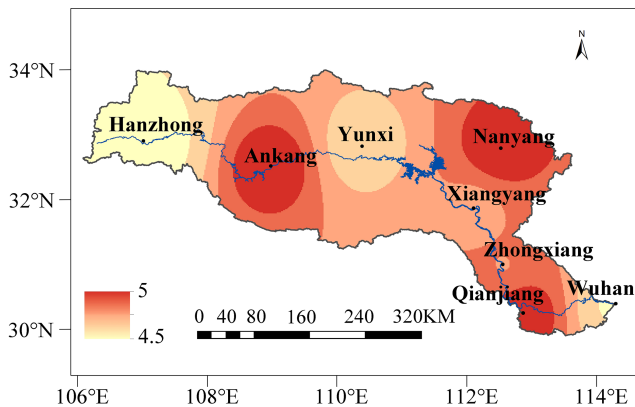 N
34°N
Hanzhong
Yunxi
Nanyang
Ankang
32°N
Xiangyang
Zhongxiang
Qianjiang
Wuhan
5
4.5
0 40 80 160 240 320KM
30°N
106°E 108°E 110°E 112°E 114°E